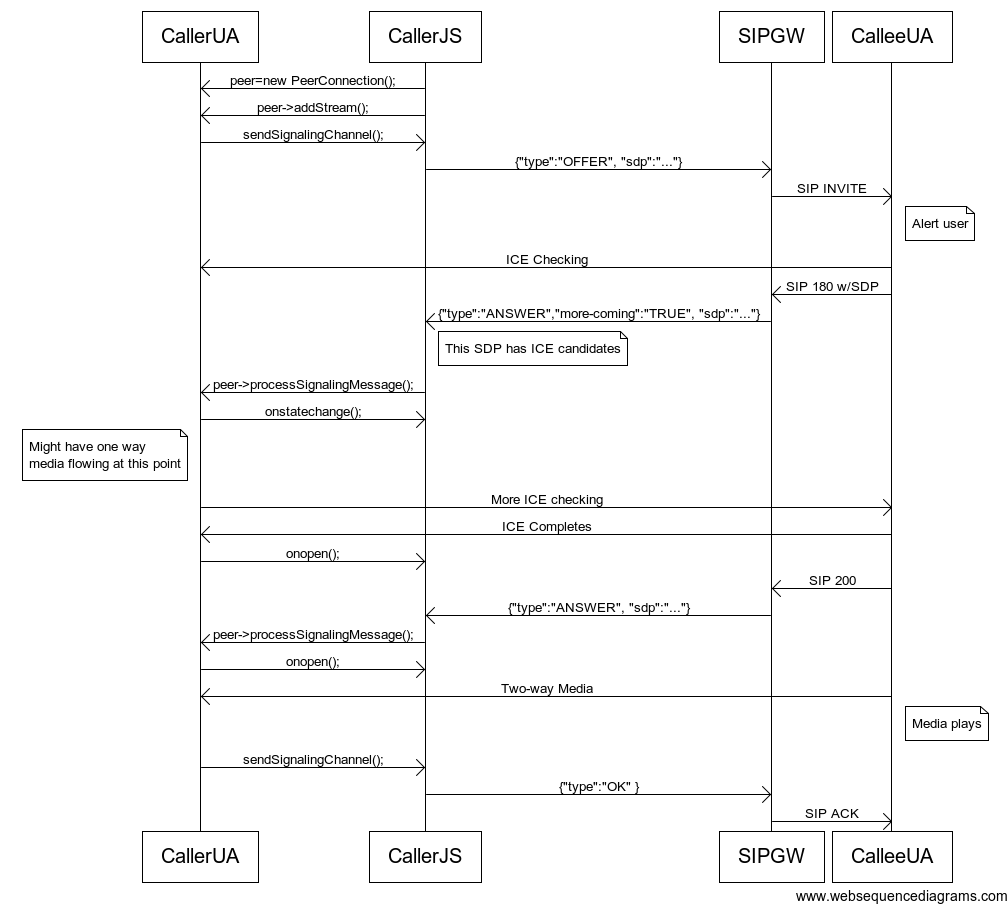 CallerUA
CallerJS
SIPGW
CalleeUA
peer=new PeerConnection();
peer->addStream();
sendSignalingChannel();
{"type":"OFFER", "sdp":"..."}
SIP INVITE
Alert user
ICE Checking
SIP 180 w/SDP
{"type":"ANSWER","more-coming":"TRUE", "sdp":"..."}
This SDP has ICE candidates
peer->processSignalingMessage();
onstatechange();
Might have one way
media flowing at this point
More ICE checking
ICE Completes
onopen();
SIP 200
{"type":"ANSWER", "sdp":"..."}
peer->processSignalingMessage();
onopen();
Two-way Media
Media plays
sendSignalingChannel();
{"type":"OK" }
SIP ACK
CallerUA
CallerJS
SIPGW
CalleeUA
www.websequencediagrams.com